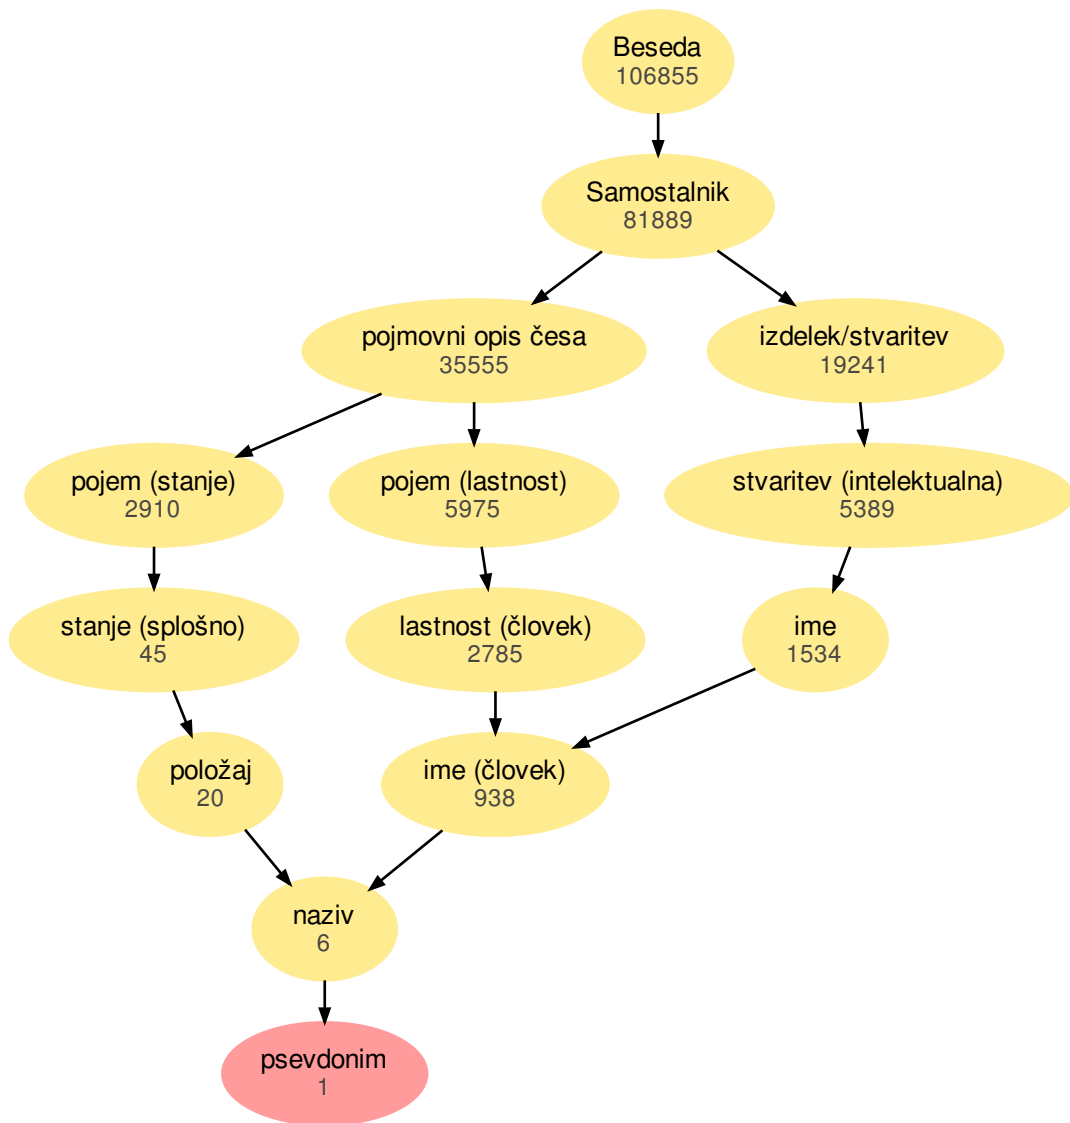 Beseda
106855
Samostalnik
81889
pojmovni opis česa
35555
izdelek/stvaritev
19241
pojem (stanje)
2910
pojem (lastnost)
5975
stvaritev (intelektualna)
5389
stanje (splošno)
45
lastnost (človek)
2785
ime
1534
položaj
20
ime (človek)
938
naziv
6
psevdonim
1